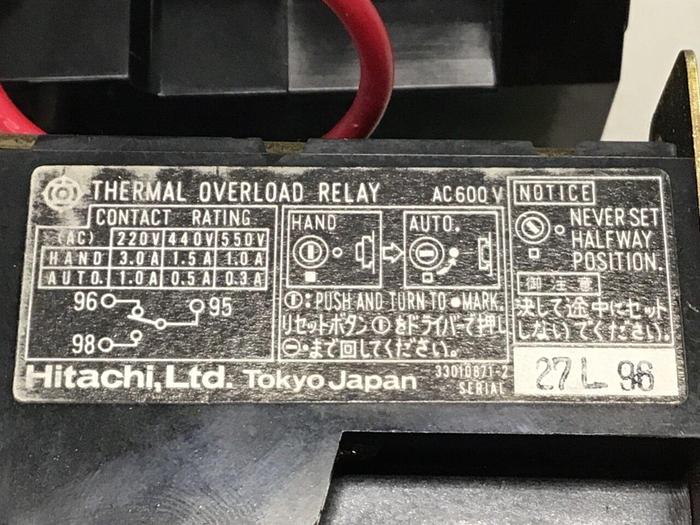 THERMAL OVERLOAD RELAY AC600V
CONTACT RATING
(AC) 220V 440V 550V
HAND 3.0A 1.5A 1.0A
AUTO. 1.0A 0.5A 0.3A
96 95
98
HAND AUTO.
: PUSH AND TURN TO ●MARK.
リセットボタン をドライバーで押し
・まで回してください。
NOTICE
NEVER SET
HALFWAY
POSITION.
御注意
決して途中にセット
しないでください。
Hitachi, Ltd. Tokyo Japan
33010871-2
SERIAL
27L 96